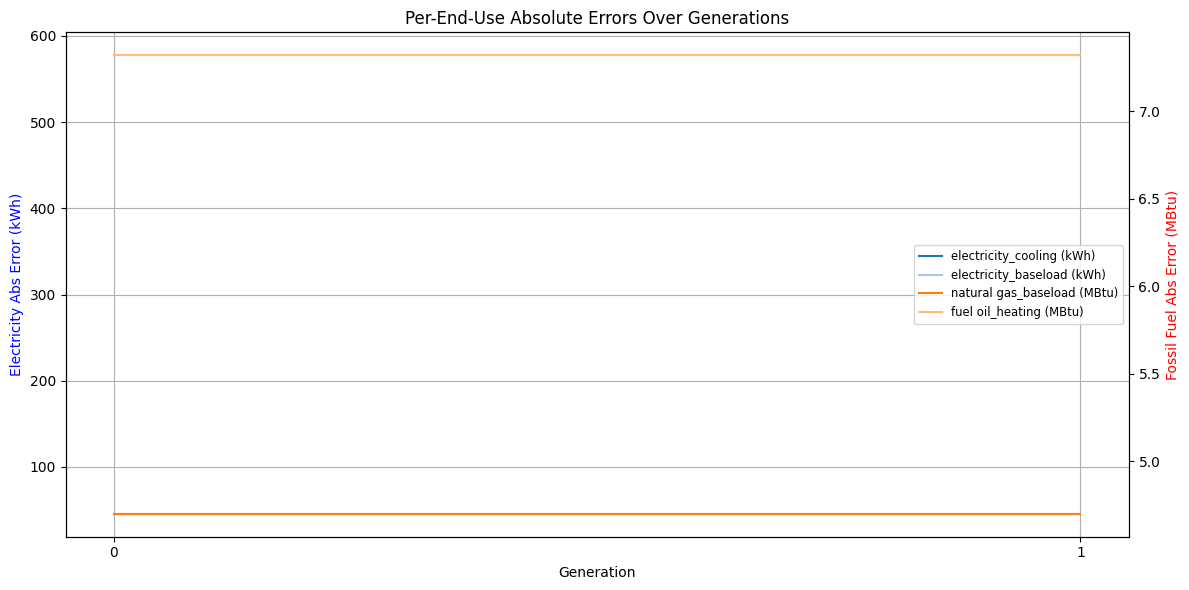 Per-End-Use Absolute Errors Over Generations
600
500
400
300
200
100
7.0
6.5
6.0
5.5
5.0
Electricity Abs Error (kWh)
Fossil Fuel Abs Error (MBtu)
electricity_cooling (kWh)
electricity_baseload (kWh)
natural gas_baseload (MBtu)
fuel oil_heating (MBtu)
0
1
Generation